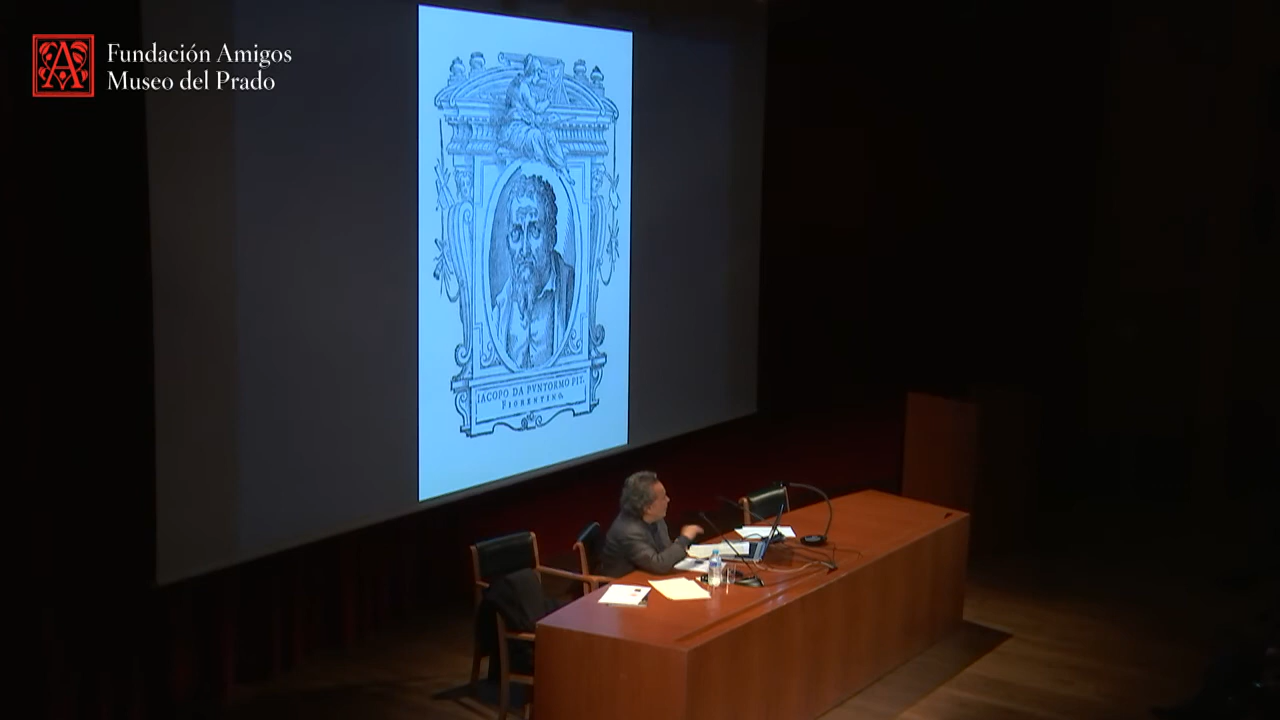 Fundación Amigos
Museo del Prado
IACOPO DA PVNTORMO PIT.
FIORENTINO.